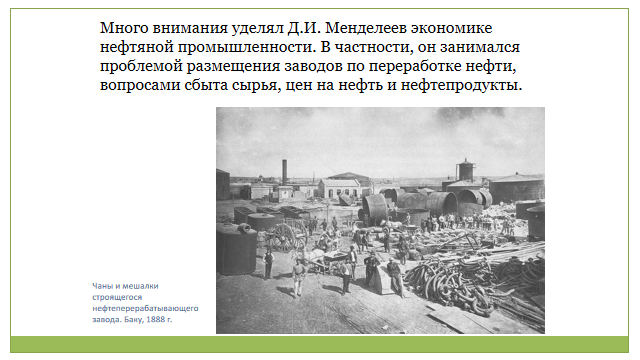 Много внимания уделял Д.И. Менделеев экономике
нефтяной промышленности. В частности, он занимался
проблемой размещения заводов по переработке нефти,
вопросами сбыта сырья, цен на нефть и нефтепродукты.
Чаны и мешалки
строящегося
нефтеперерабатывающего
завода. Баку, 1888 г.